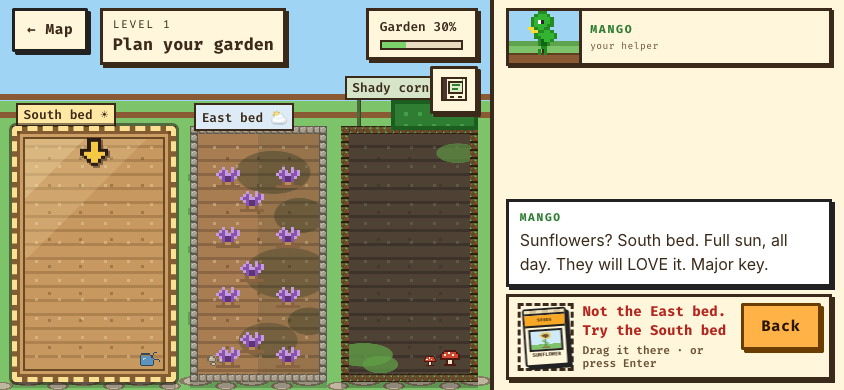 ← Map
LEVEL 1
Plan your garden
Garden 30%
Shady corn
South bed ☀
East bed ⛅
MANGO
your helper
MANGO
Sunflowers? South bed. Full sun, all
day. They will LOVE it. Major key.
SEEDS
SUNFLOWER
Not the East bed.
Try the South bed
Drag it there · or
press Enter
Back